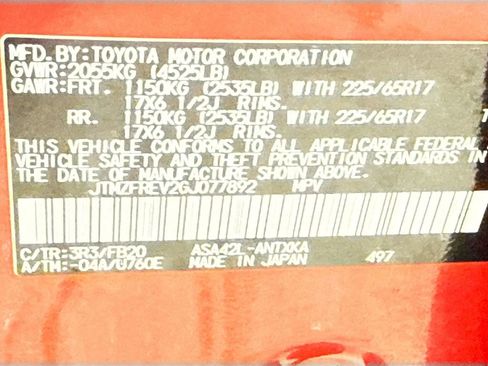 MFD. BY: TOYOTA MOTOR CORPORATION
GVWR: 2055KG (4525LB)
GAWR: FRT. 1150KG (2535LB) WITH 225/65R17
17X6 1/2J RIMS.
RR. 1150KG (2535LB) WITH 225/65R17
17X6 1/2J RIMS.
THIS VEHICLE CONFORMS TO ALL APPLICABLE FEDERAL
VEHICLE SAFETY AND THEFT PREVENTION STANDARDS
THE DATE OF MANUFACTURE SHOWN ABOVE.
JTMZFREV2GJ077892 MPV
C/TR: 3R3/FB20 ASA42L-ANTXKA
A/TM: -04A/U760E MADE IN JAPAN 497